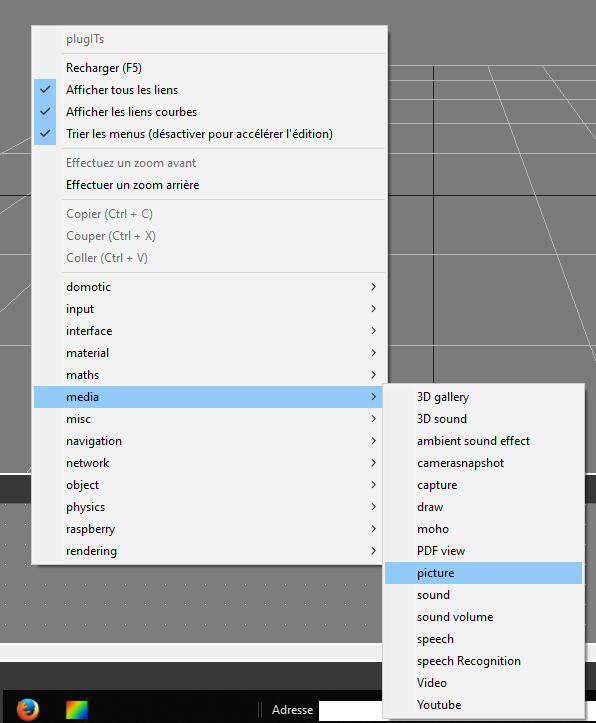 plugITs
Recharger (F5)
Afficher tous les liens
Afficher les liens courbes
Trier les menus (désactiver pour accélérer l'édition)
Effectuez un zoom avant
Effectuer un zoom arrière
Copier (Ctrl + C)
Couper (Ctrl + X)
Coller (Ctrl + V)
domotic
input
interface
material
maths
media
misc
navigation
network
object
physics
raspberry
rendering
3D gallery
3D sound
ambient sound effect
camerasnapshot
capture
draw
moho
PDF view
picture
sound
sound volume
speech
speech Recognition
Video
Youtube
Adresse